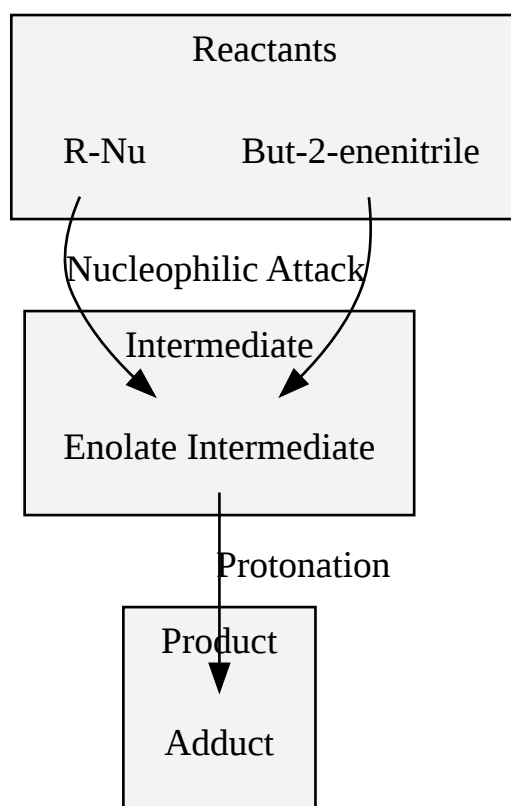 Reactants
R-Nu
But-2-enenitrile
Nucleophilic Attack
Intermediate
Enolate Intermediate
Protonation
Product
Adduct